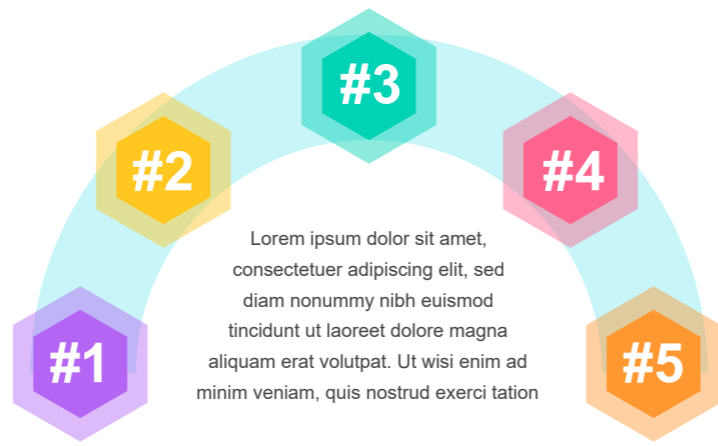 #1
#2
#3
#4
#5
Lorem ipsum dolor sit amet,
consectetuer adipiscing elit, sed
diam nonummy nibh euismod
tincidunt ut laoreet dolore magna
aliquam erat volutpat. Ut wisi enim ad
minim veniam, quis nostrud exerci tation